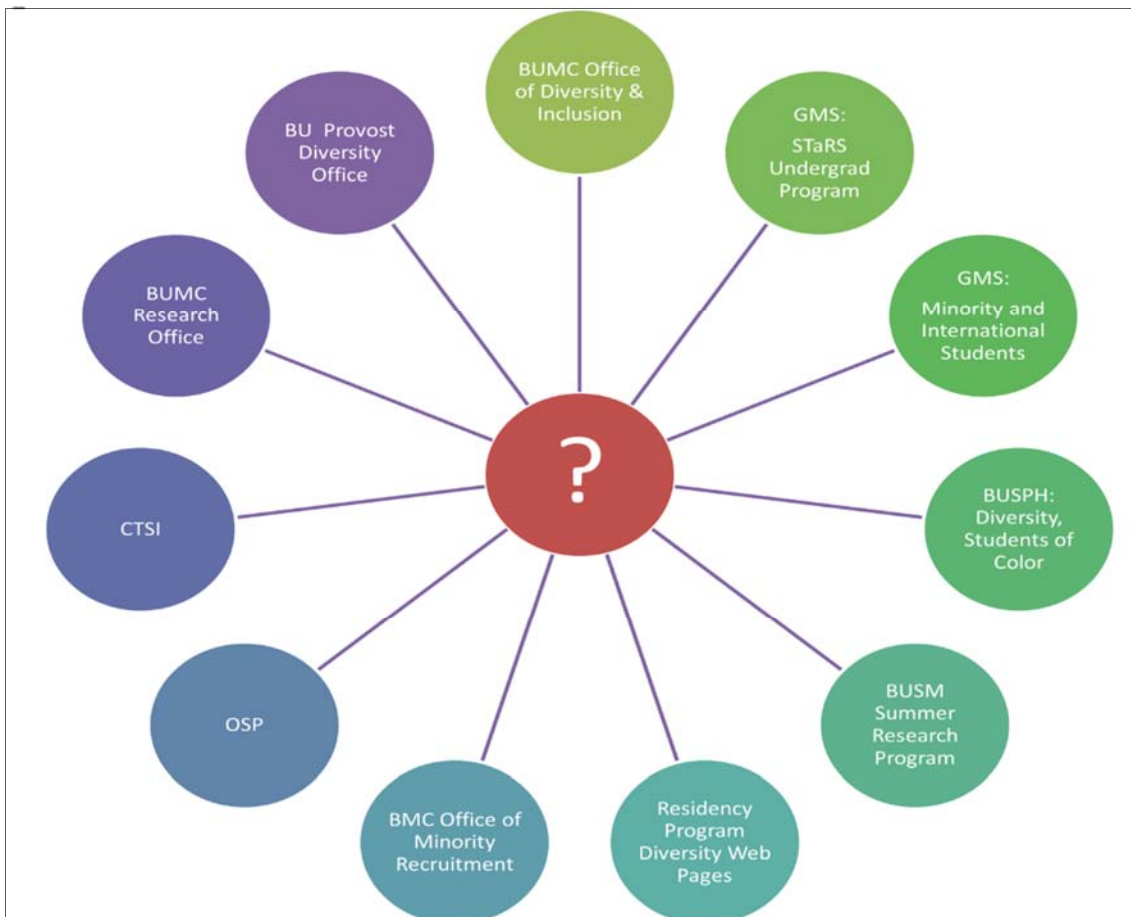 BUMC Office
of Diversity &
Inclusion
GMS:
STaRS
Undergrad
Program
GMS:
Minority and
International
Students
BUSPH:
Diversity,
Students of
Color
BUSM
Summer
Research
Program
Residency
Program
Diversity Web
Pages
BMC Office of
Minority
Recruitment
OSP
CTSI
BUMC
Research
Office
BU Provost
Diversity
Office
?